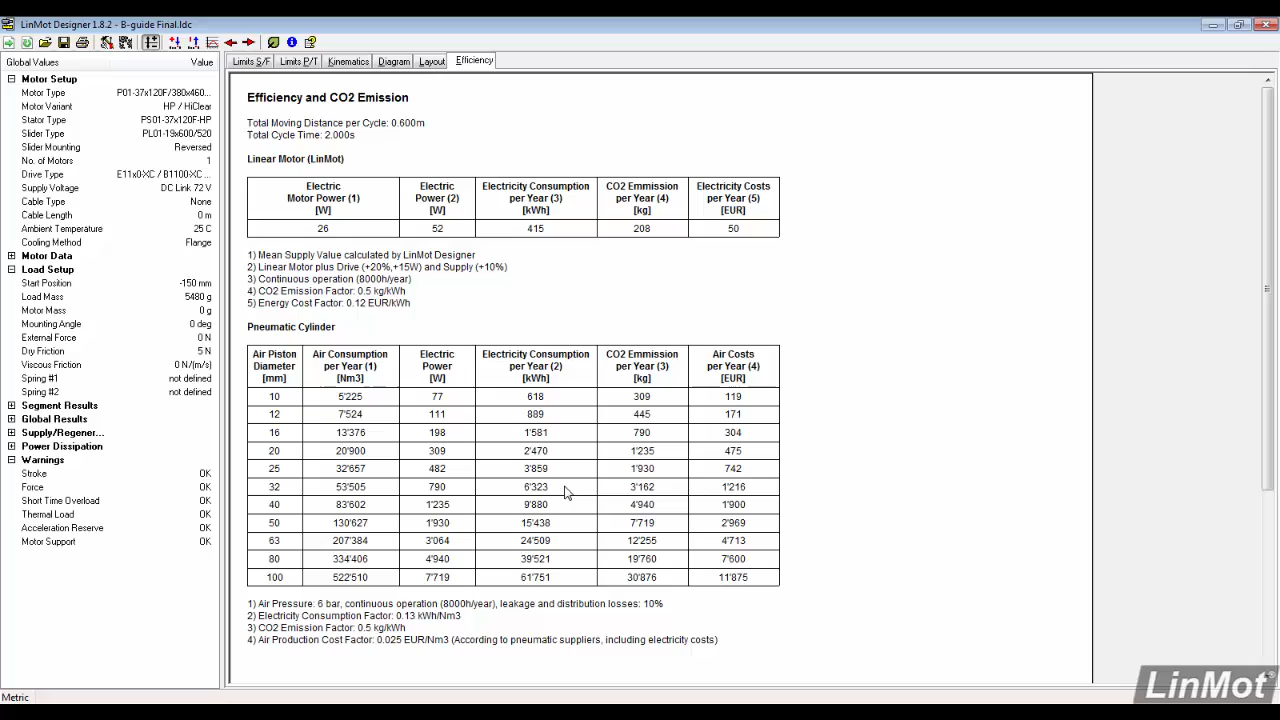 LinMot Designer 1.8.2 - B-guide Final.ldc
Global Values Value
Motor Setup
Motor Type P01-37x120F/380x460...
Motor Variant HP / HiClear
Stator Type PS01-37x120F-HP
Slider Type PL01-19x600/520
Slider Mounting Reversed
No. of Motors 1
Drive Type E11x0-XC / B1100-XC ...
Supply Voltage DC Link 72 V
Cable Type None
Cable Length 0 m
Ambient Temperature 25 C
Cooling Method Flange
Motor Data
Load Setup
Start Position -150 mm
Load Mass 5480 g
Motor Mass 0 g
Mounting Angle 0 deg
External Force 0 N
Dry Friction 5 N
Viscous Friction 0 N/(m/s)
Spring #1 not defined
Spring #2 not defined
Segment Results
Global Results
Supply/Regener...
Power Dissipation
Warnings
Stroke OK
Force OK
Short Time Overload OK
Thermal Load OK
Acceleration Reserve OK
Motor Support OK
Metric
Limits S/F Limits P/T Kinematics Diagram Layout Efficiency
Efficiency and CO2 Emission
Total Moving Distance per Cycle: 0.600m
Total Cycle Time: 2.000s
Linear Motor (LinMot)
Electric Electric Electricity Consumption CO2 Emmission Electricity Costs
Motor Power (1) Power (2) per Year (3) per Year (4) per Year (5)
[W] [W] [kWh] [kg] [EUR]
26 52 415 208 50
1) Mean Supply Value calculated by LinMot Designer
2) Linear Motor plus Drive (+20%,+15W) and Supply (+10%)
3) Continuous operation (8000h/year)
4) CO2 Emission Factor: 0.5 kg/kWh
5) Energy Cost Factor: 0.12 EUR/kWh
Pneumatic Cylinder
Air Piston Air Consumption Electric Electricity Consumption CO2 Emmission Air Costs
Diameter per Year (1) Power per Year (2) per Year (3) per Year (4)
[mm] [Nm3] [W] [kWh] [kg] [EUR]
10 5'225 77 618 309 119
12 7'524 111 889 445 171
16 13'376 198 1'581 790 304
20 20'900 309 2'470 1'235 475
25 32'657 482 3'859 1'930 742
32 53'505 790 6'323 3'162 1'216
40 83'602 1'235 9'880 4'940 1'900
50 130'627 1'930 15'438 7'719 2'969
63 207'384 3'064 24'509 12'255 4'713
80 334'406 4'940 39'521 19'760 7'600
100 522'510 7'719 61'751 30'876 11'875
1) Air Pressure: 6 bar, continuous operation (8000h/year), leakage and distribution losses: 10%
2) Electricity Consumption Factor: 0.13 kWh/Nm3
3) CO2 Emission Factor: 0.5 kg/kWh
4) Air Production Cost Factor: 0.025 EUR/Nm3 (According to pneumatic suppliers, including electricity costs)
LinMot®